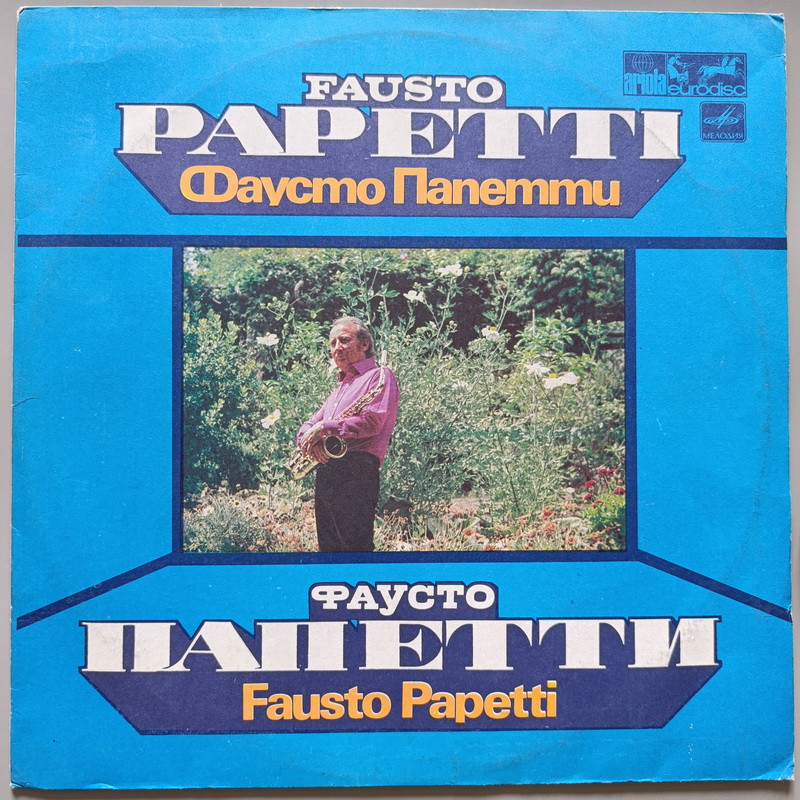 FAUSTO
PAPETTI
Фаусто Папетти
ariola eurodisc
МЕЛОДИЯ
ФАУСТО
ПАПЕТТИ
Fausto Papetti